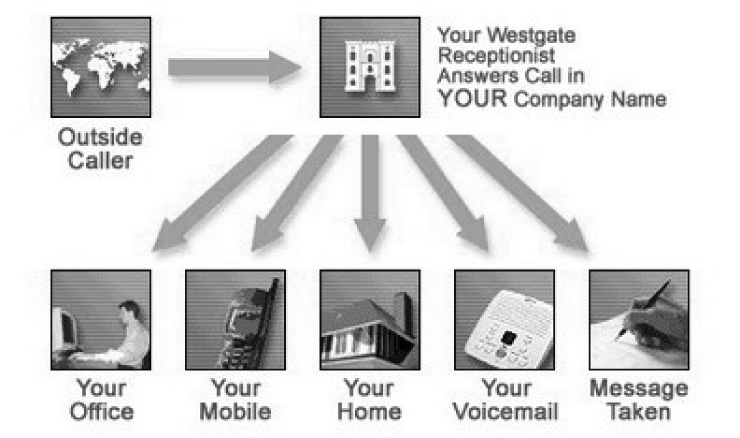 Your Westgate
Receptionist
Answers Call in
YOUR Company Name
Outside
Caller
Your
Office
Your
Mobile
Your
Home
Your
Voicemail
Message
Taken